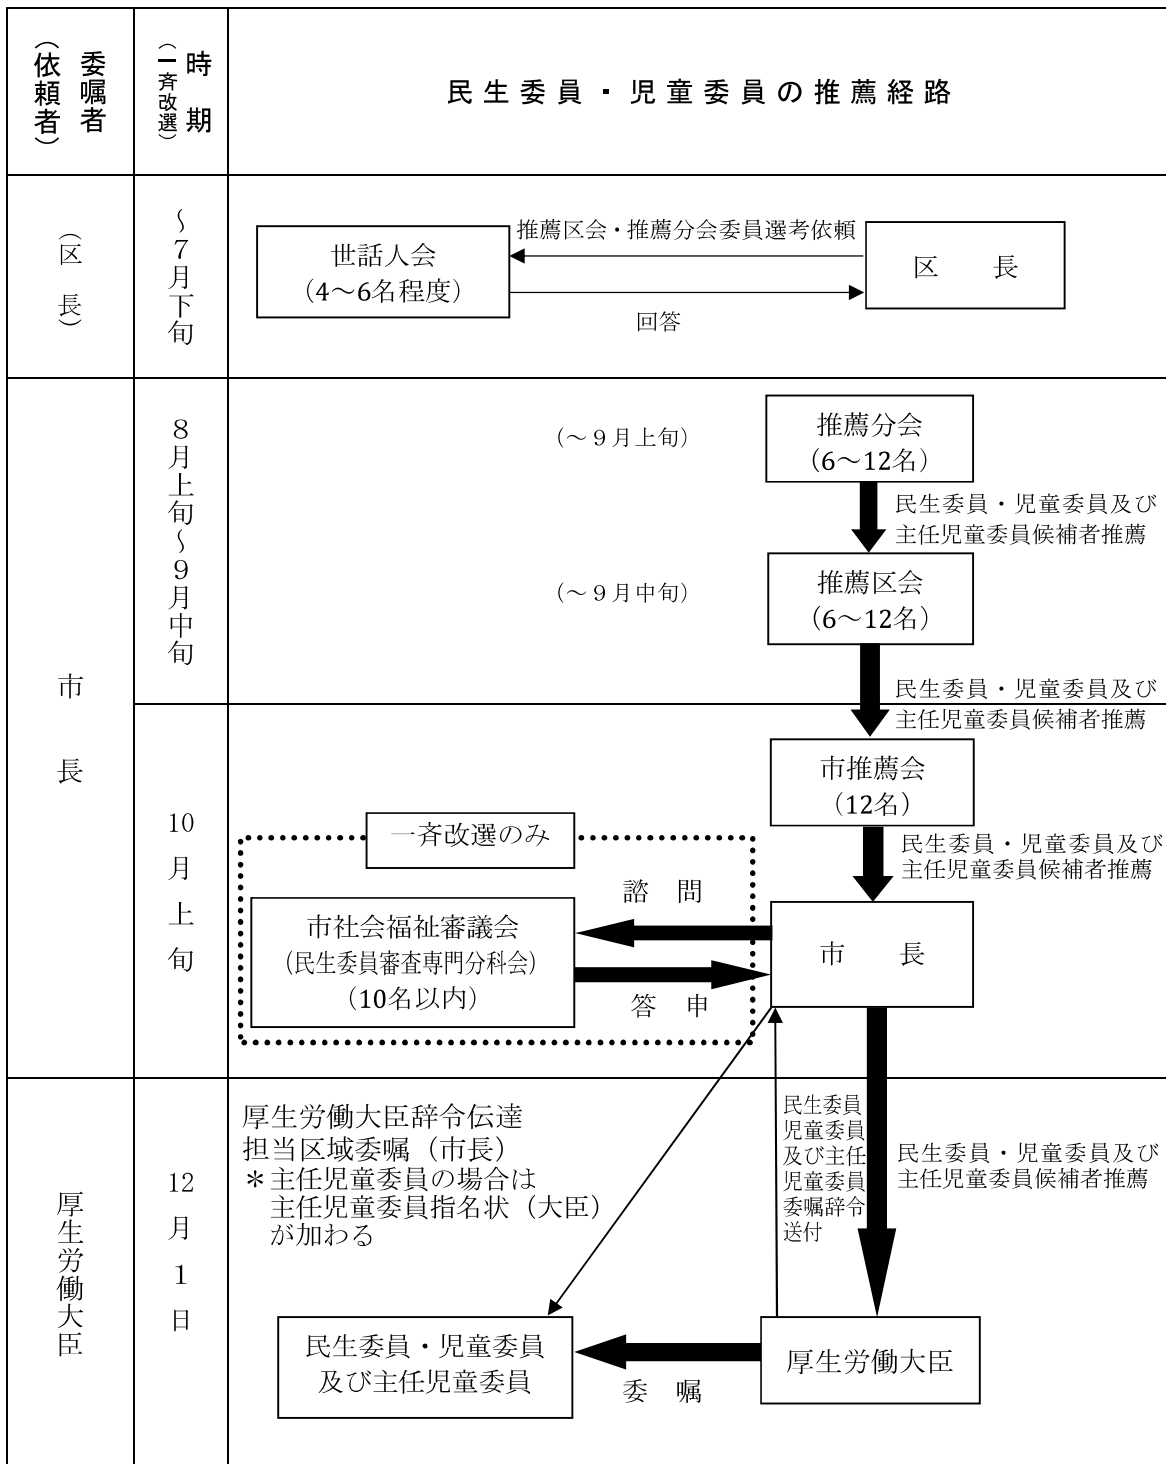 委嘱者
（依頼者）
時期
（一斉改選）
民生委員・児童委員の推薦経路
（区長）
～７月下旬
世話人会
（4～6名程度）
推薦区会・推薦分会委員選考依頼
回答
区　長
市長
８月上旬～９月中旬
（～９月上旬）
推薦分会
（6～12名）
民生委員・児童委員及び
主任児童委員候補者推薦
（～９月中旬）
推薦区会
（6～12名）
民生委員・児童委員及び
主任児童委員候補者推薦
10月上旬
市推薦会
（12名）
民生委員・児童委員及び
主任児童委員候補者推薦
一斉改選のみ
諮　問
市社会福祉審議会
（民生委員審査専門分科会）
（10名以内）
答　申
市　長
厚生労働大臣
12月1日
厚生労働大臣辞令伝達
担当区域委嘱（市長）
＊主任児童委員の場合は
主任児童委員指名状（大臣）
が加わる
民生委員
児童委員
及び主任
児童委員
委嘱辞令
送付
民生委員・児童委員及び
主任児童委員候補者推薦
民生委員・児童委員
及び主任児童委員
委　嘱
厚生労働大臣